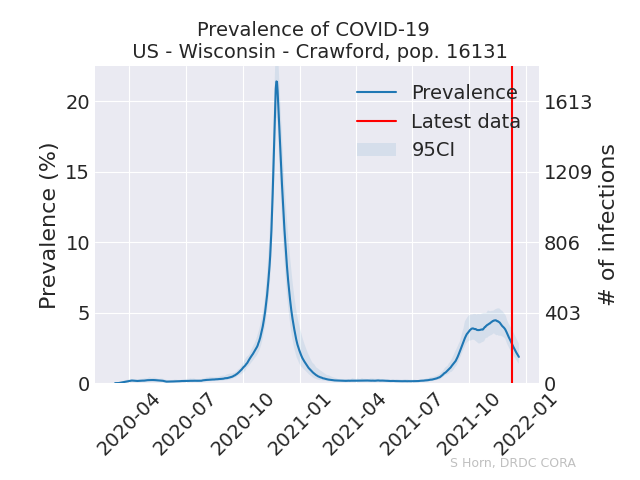 Prevalence of COVID-19
US - Wisconsin - Crawford, pop. 16131
Prevalence
Latest data
95CI
Prevalence (%)
20
15
10
5
0
1613
1209
806
403
0
# of infections
2020-04
2020-07
2020-10
2021-01
2021-04
2021-07
2021-10
2022-01
S Horn, DRDC CORA